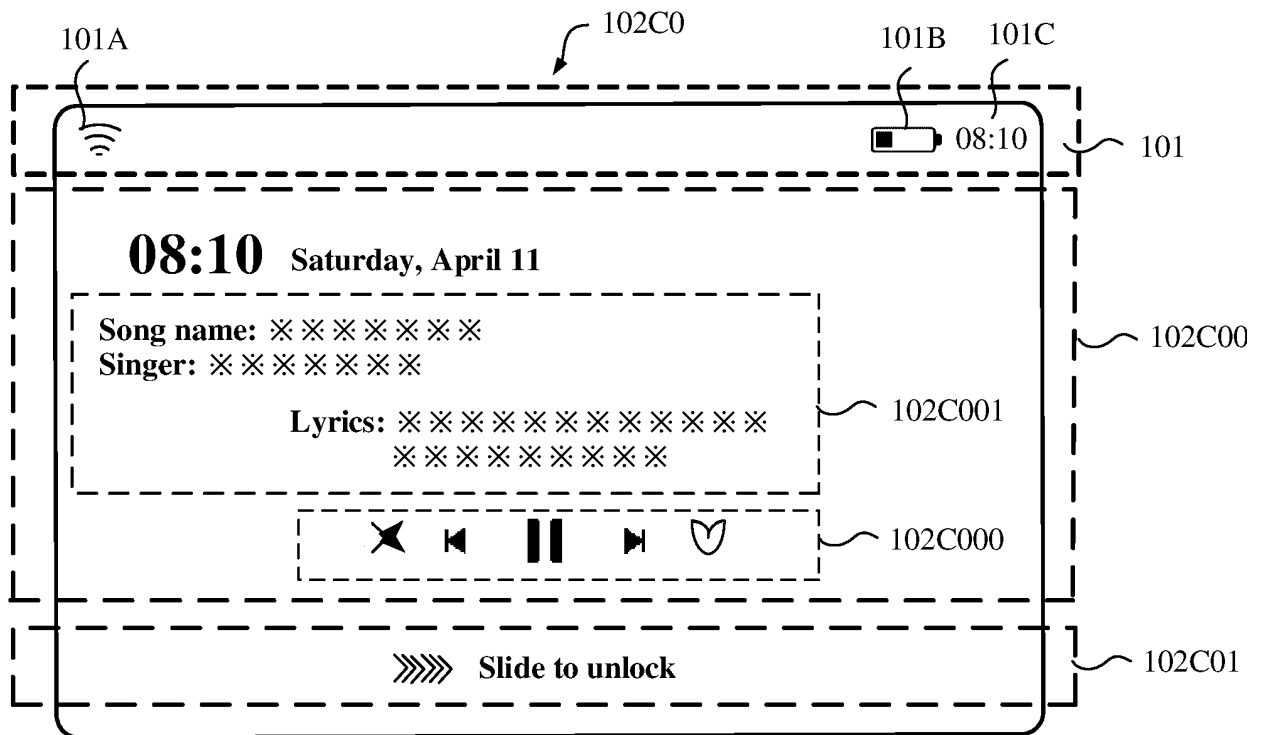 102C0
101A
101B
101C
08:10
101
08:10 Saturday, April 11
102C00
Song name: ※※※※※※※
Singer: ※※※※※※※
102C001
Lyrics: ※※※※※※※※※※※※
※※※※※※※※※
102C000
Slide to unlock
102C01